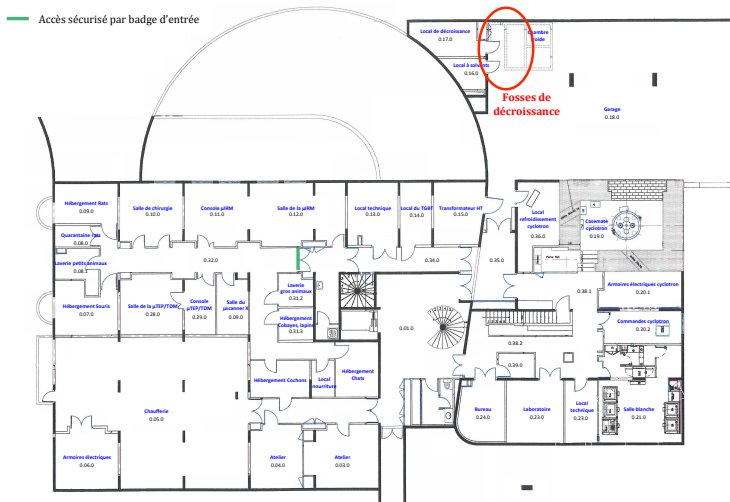 Accès sécurisé par badge d'entrée
Local de décroissance
0.17.0
Chambre
froide
Local à solvants
0.16.0
Fosses de
décroissance
Garage
0.18.0
Hébergement Rats
0.09.0
Salle de chirurgie
0.10.0
Console µIRM
0.11.0
Salle de la µIRM
0.12.0
Local technique
0.13.0
Local du TGBT
0.14.0
Transformateur HT
0.15.0
Local
refroidissement
cyclotron
0.36.0
Casemate
cyclotron
0.19.0
Quarantaine rats
0.08.0
Laverie petits animaux
0.08.1
0.32.0
0.34.0
0.35.0
Hébergement Souris
0.07.0
Salle de la µTEP/TDM
0.28.0
Console
µTEP/TDM
0.29.0
Salle du
µscanner X
0.09.0
Laverie
gros animaux
0.31.2
Hébergement
Cobayes, lapins
0.31.3
0.01.0
0.38.1
Armoires électriques cyclotron
0.20.1
Commandes cyclotron
0.20.2
0.38.2
0.39.0
Hébergement Cochons
Local
nourriture
Hébergement
Chats
Chaufferie
0.05.0
Bureau
0.24.0
Laboratoire
0.23.0
Local
technique
0.23.0
Salle blanche
0.21.0
Armoires électriques
0.06.0
Atelier
0.04.0
Atelier
0.03.0